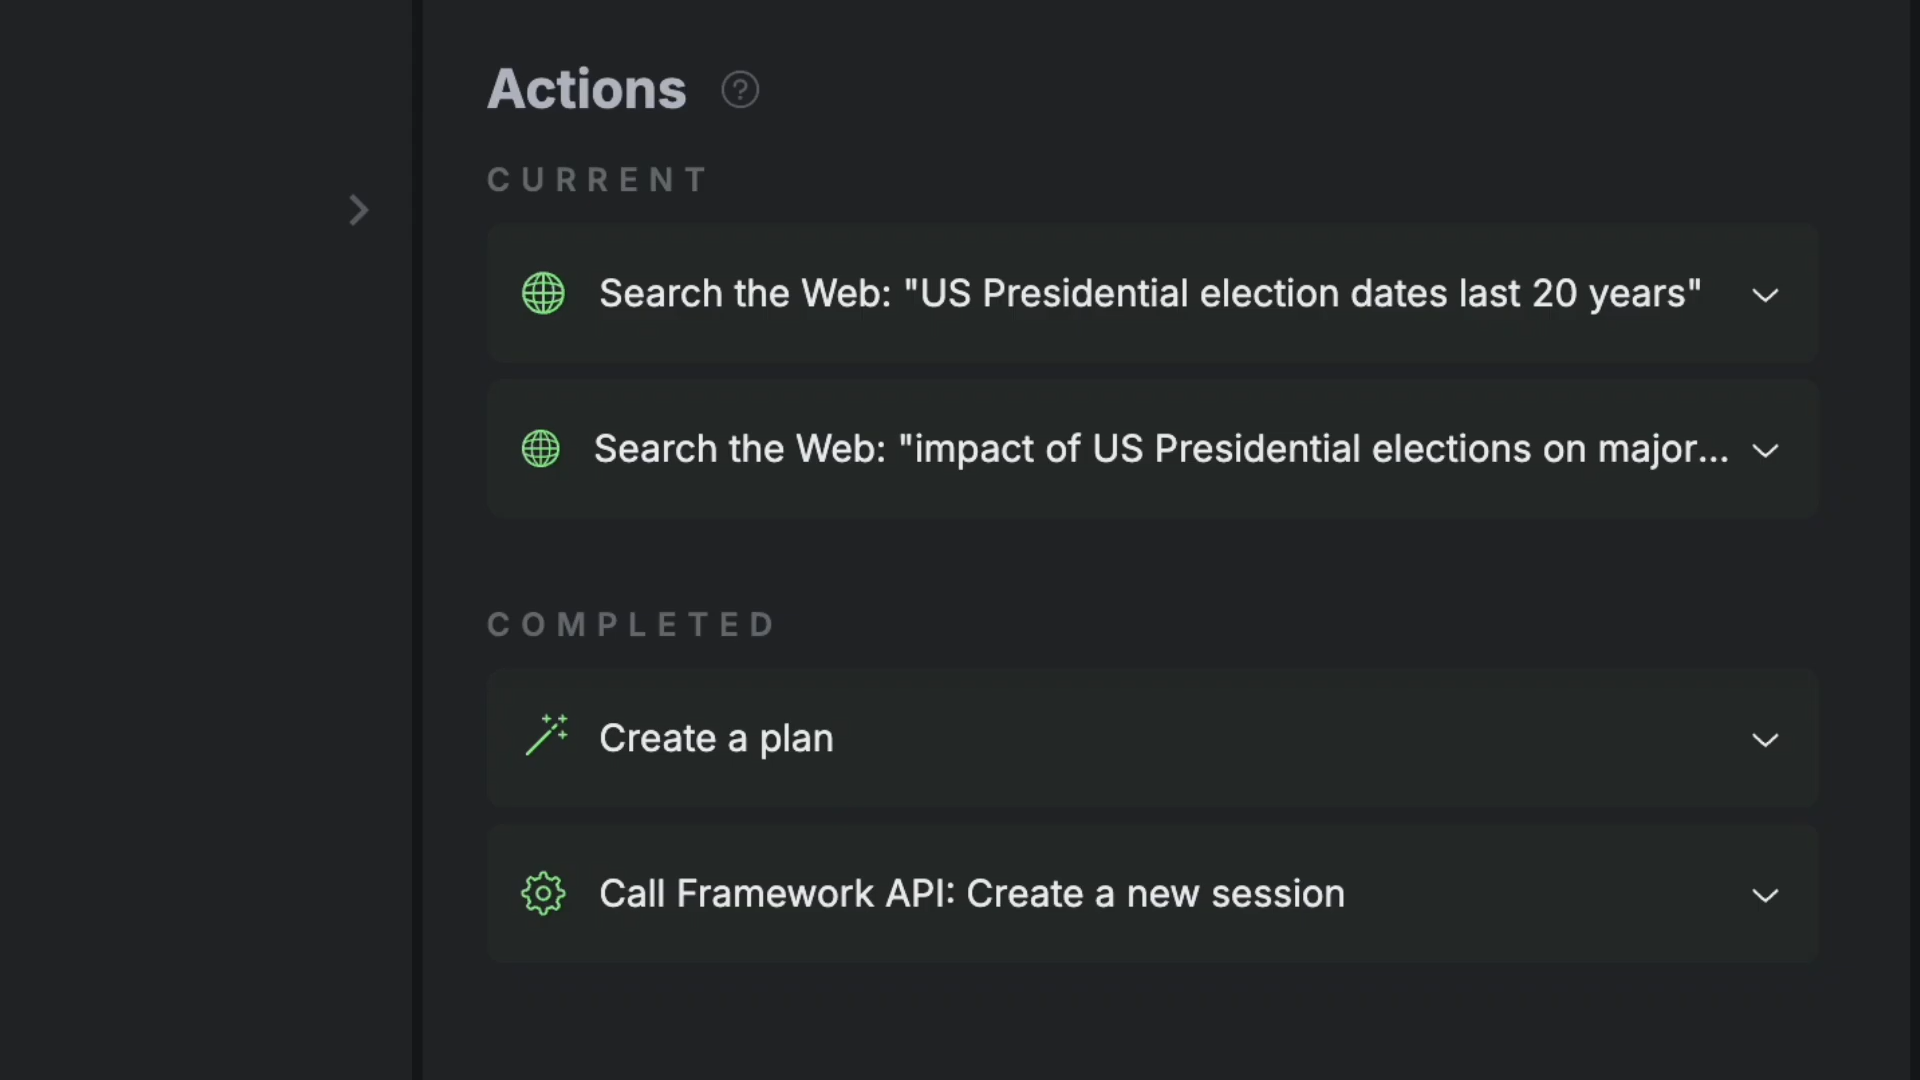 Actions
CURRENT
Search the Web: "US Presidential election dates last 20 years"
Search the Web: "impact of US Presidential elections on major...
COMPLETED
Create a plan
Call Framework API: Create a new session